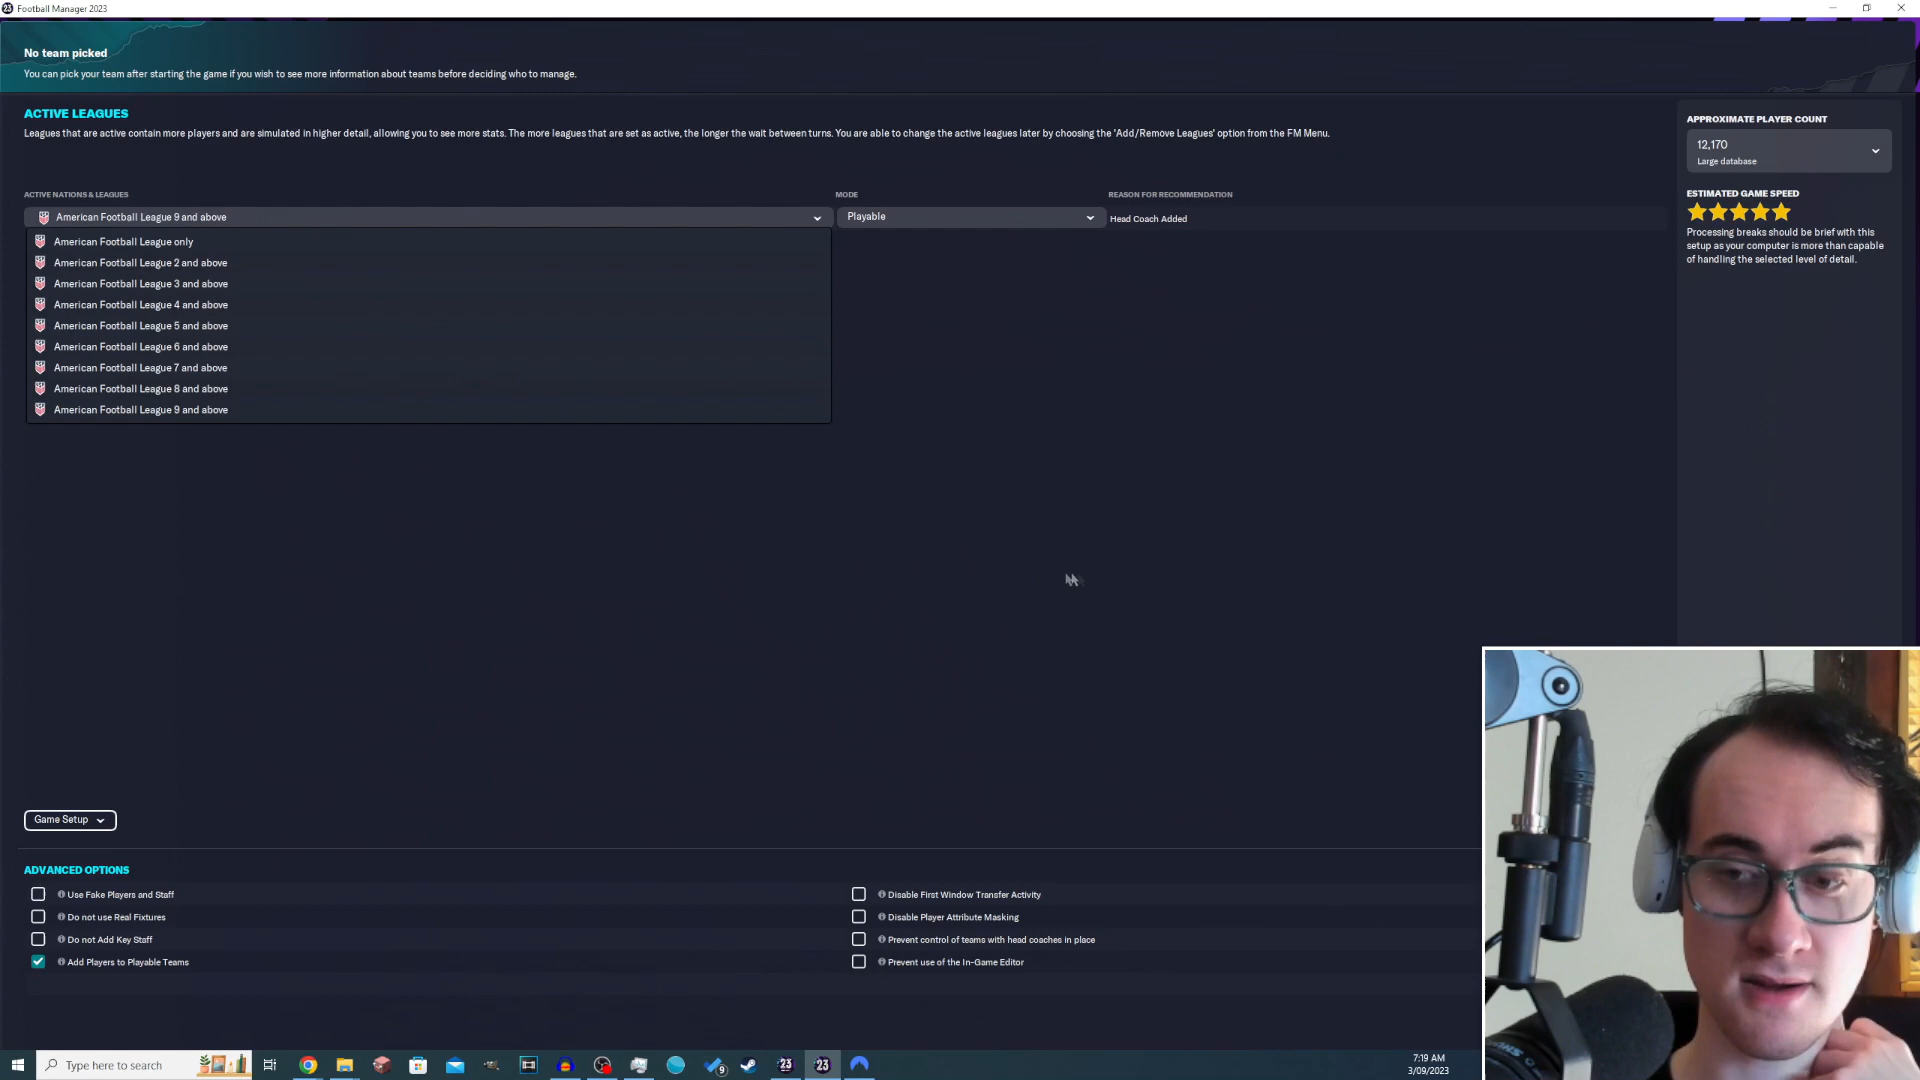 Football Manager 2023
No team picked
You can pick your team after starting the game if you wish to see more information about teams before deciding who to manage.
ACTIVE LEAGUES
Leagues that are active contain more players and are simulated in higher detail, allowing you to see more stats. The more leagues that are set as active, the longer the wait between turns. You are able to change the active leagues later by choosing the 'Add/Remove Leagues' option from the FM Menu.
APPROXIMATE PLAYER COUNT
12,170
Large database
ESTIMATED GAME SPEED
Processing breaks should be brief with this
setup as your computer is more than capable
of handling the selected level of detail.
ACTIVE NATIONS & LEAGUES
MODE
REASON FOR RECOMMENDATION
American Football League 9 and above
Playable
Head Coach Added
American Football League only
American Football League 2 and above
American Football League 3 and above
American Football League 4 and above
American Football League 5 and above
American Football League 6 and above
American Football League 7 and above
American Football League 8 and above
American Football League 9 and above
Game Setup
ADVANCED OPTIONS
Use Fake Players and Staff
Do not use Real Fixtures
Do not Add Key Staff
Add Players to Playable Teams
Disable First Window Transfer Activity
Disable Player Attribute Masking
Prevent control of teams with head coaches in place
Prevent use of the In-Game Editor
Type here to search
9
23
23
7:19 AM
3/09/2023